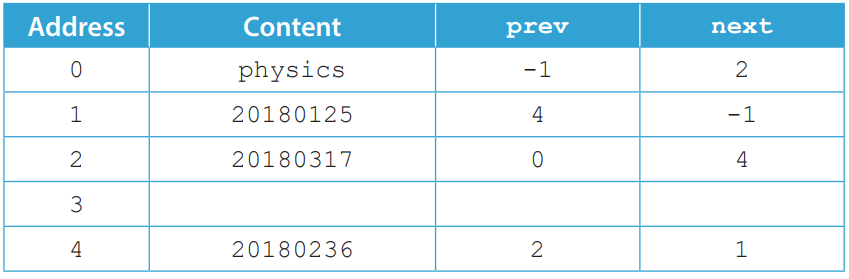 Address Content prev next
0 physics -1 2
1 20180125 4 -1
2 20180317 0 4
3
4 20180236 2 1